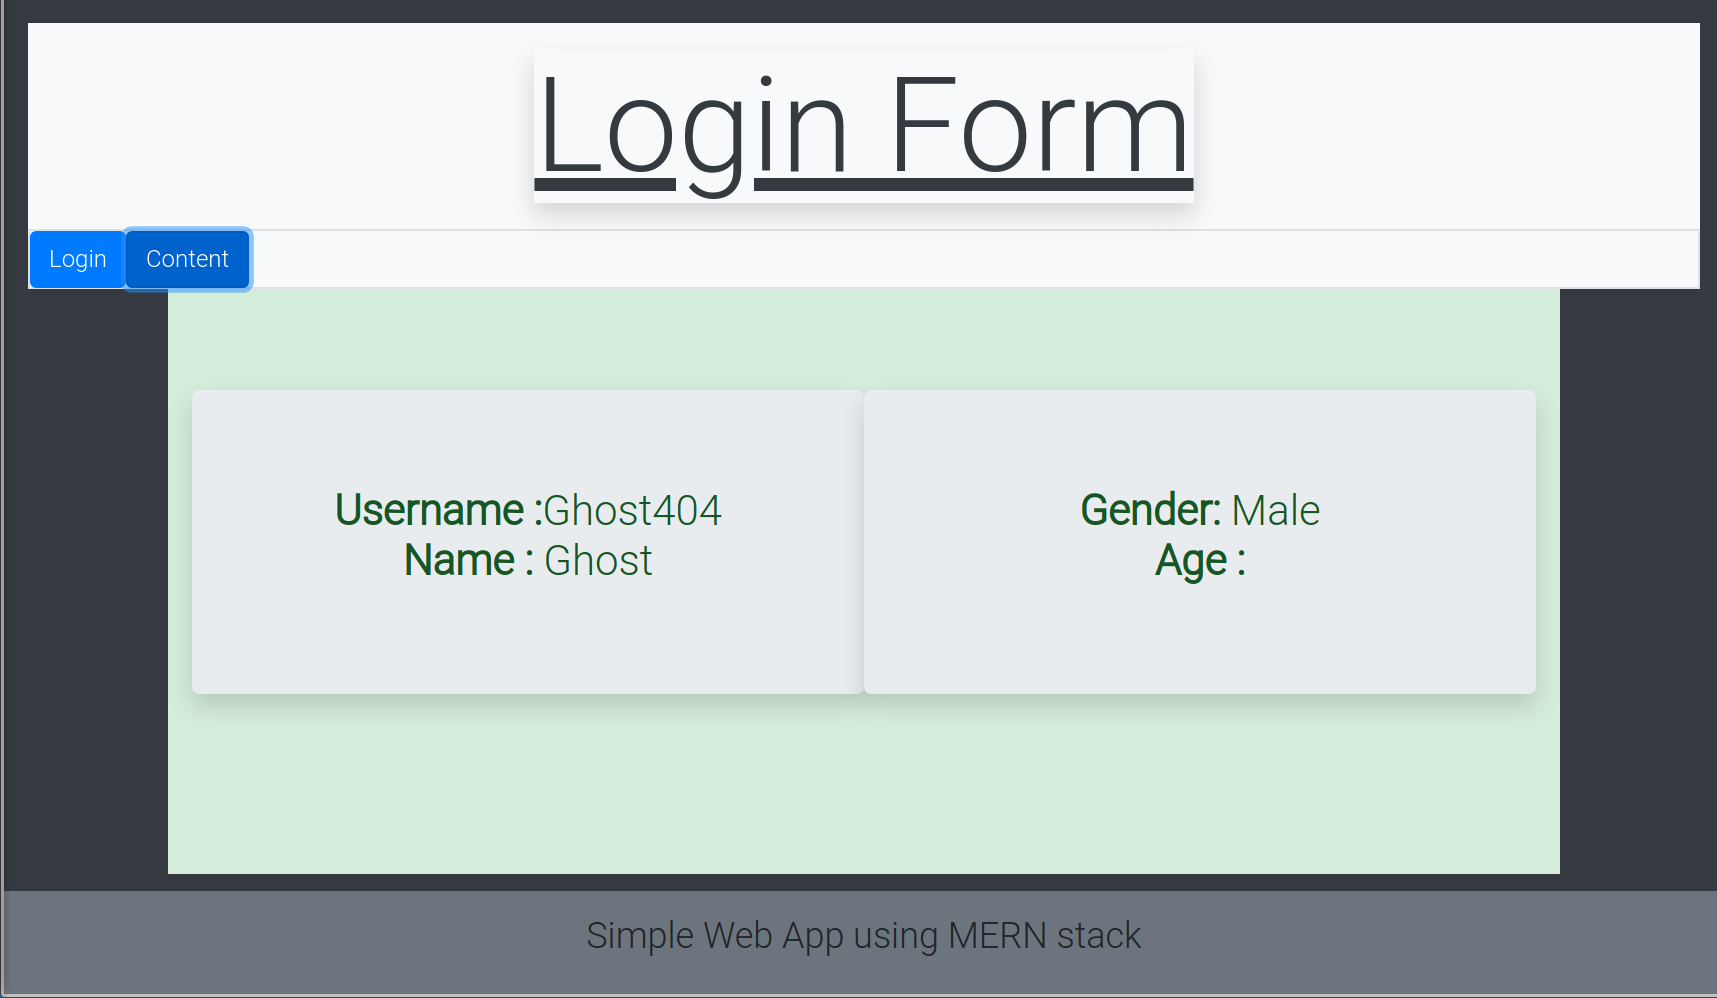 Login Form
Login Content
Username :Ghost404
Name : Ghost
Gender: Male
Age :
Simple Web App using MERN stack